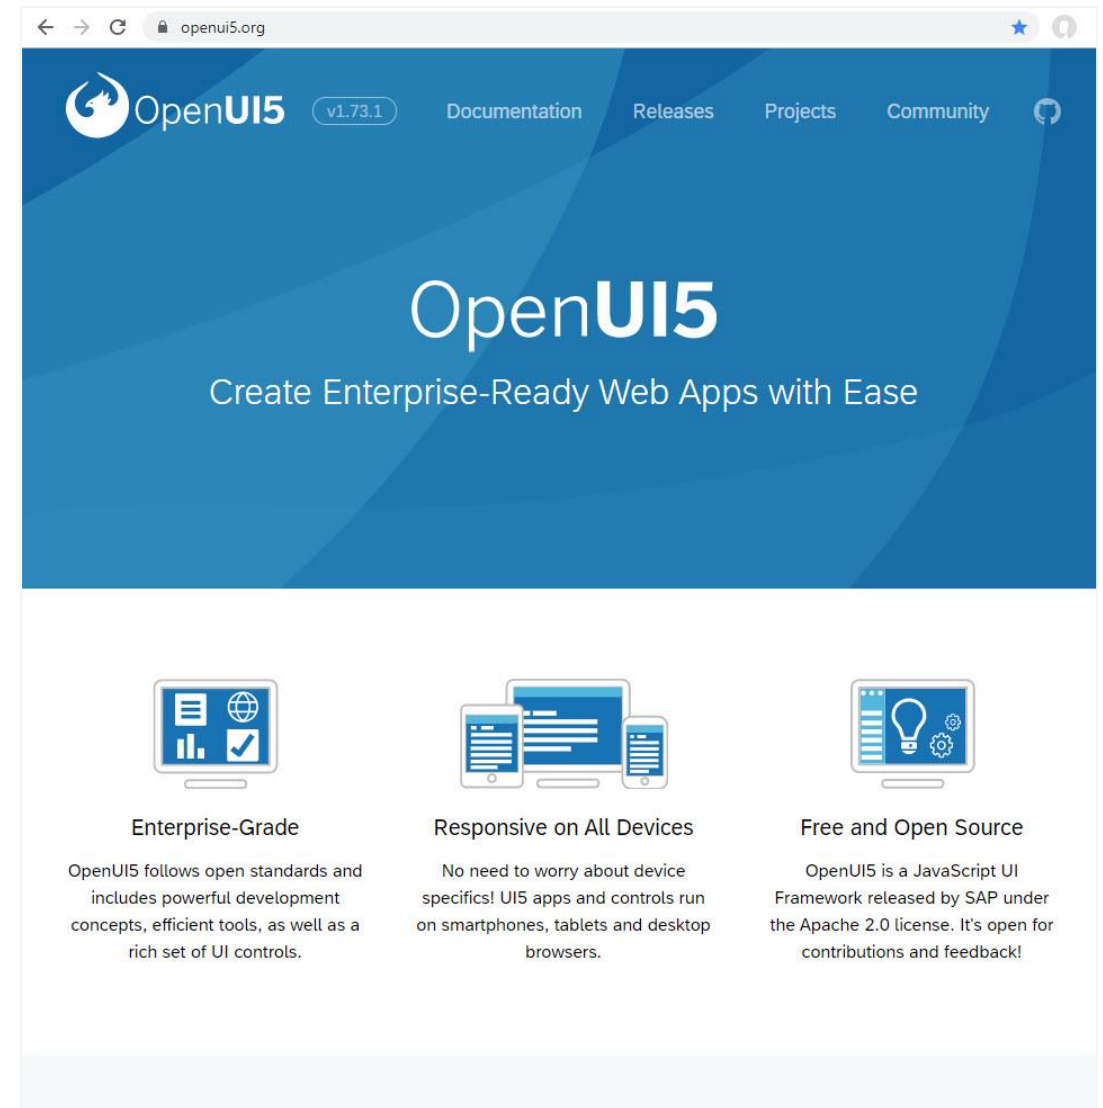 openui5.org
OpenUI5 v1.73.1 Documentation Releases Projects Community
OpenUI5
Create Enterprise-Ready Web Apps with Ease
Enterprise-Grade
OpenUI5 follows open standards and
includes powerful development
concepts, efficient tools, as well as a
rich set of UI controls.
Responsive on All Devices
No need to worry about device
specifics! UI5 apps and controls run
on smartphones, tablets and desktop
browsers.
Free and Open Source
OpenUI5 is a JavaScript UI
Framework released by SAP under
the Apache 2.0 license. It's open for
contributions and feedback!